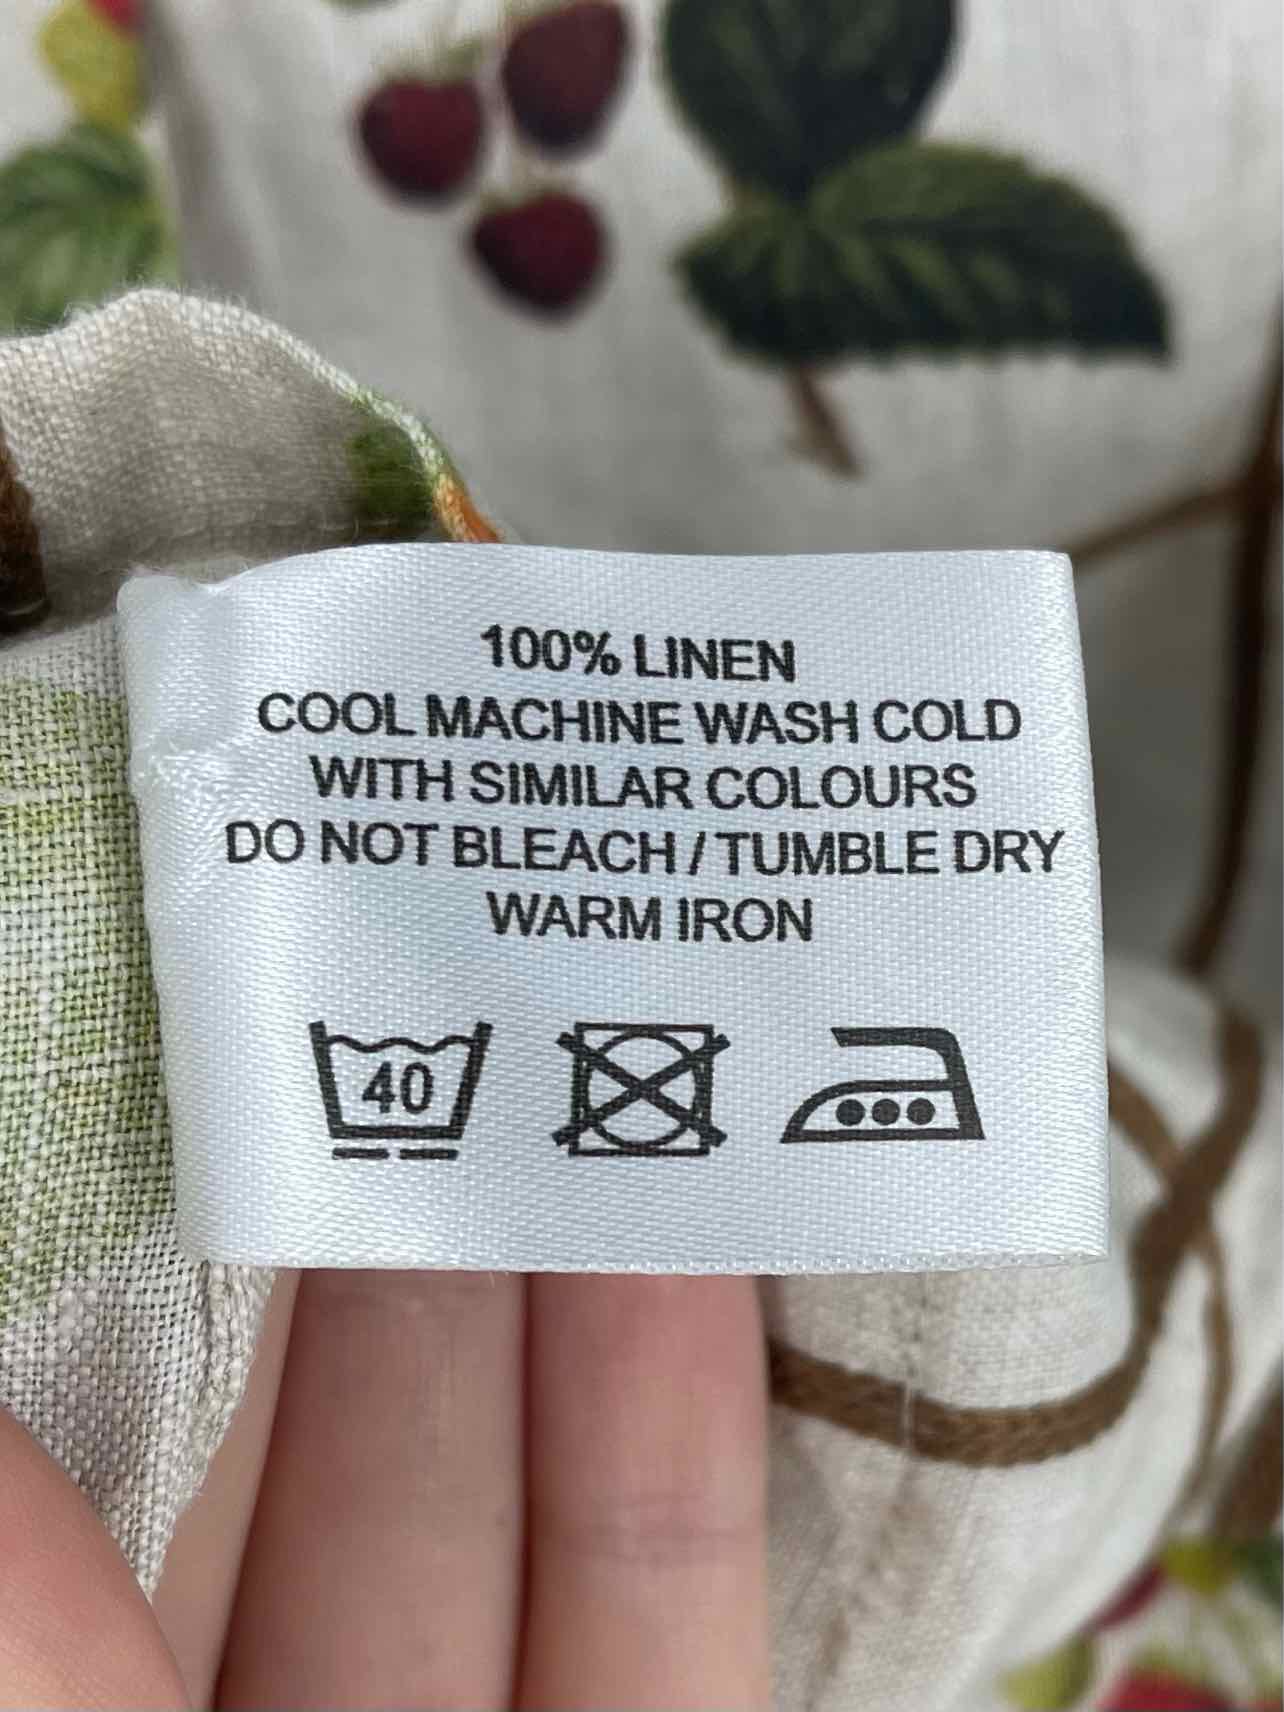 100% LINEN
COOL MACHINE WASH COLD
WITH SIMILAR COLOURS
DO NOT BLEACH / TUMBLE DRY
WARM IRON
40